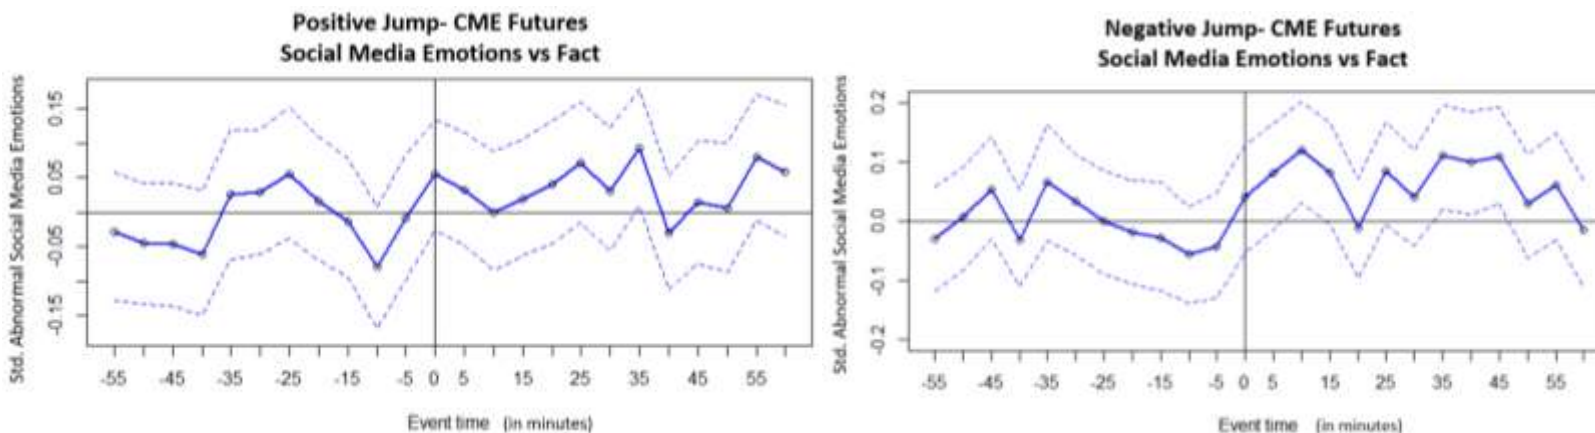 Positive Jump- CME Futures
Social Media Emotions vs Fact
Std. Abnormal Social Media Emotions
0.15
0.05
-0.05
-0.15
-55 -45 -35 -25 -15 -5 0 5 15 25 35 45 55
Event time (in minutes)
Negative Jump- CME Futures
Social Media Emotions vs Fact
Std. Abnormal Social Media Emotions
0.2
0.1
0.0
-0.1
-0.2
-55 -45 -35 -25 -15 -5 0 5 15 25 35 45 55
Event time (in minutes)